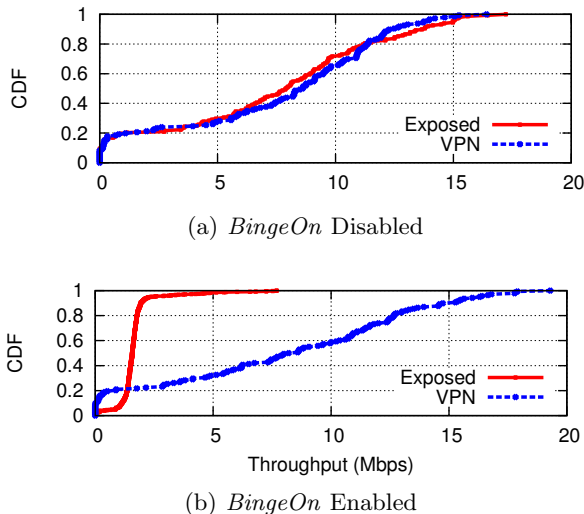 1
0.8
0.6
0.4
0.2
0
CDF
Exposed
VPN
0 5 10 15 20
(a) BingeOn Disabled
1
0.8
0.6
0.4
0.2
0
CDF
Exposed
VPN
0 5 10 15 20
Throughput (Mbps)
(b) BingeOn Enabled